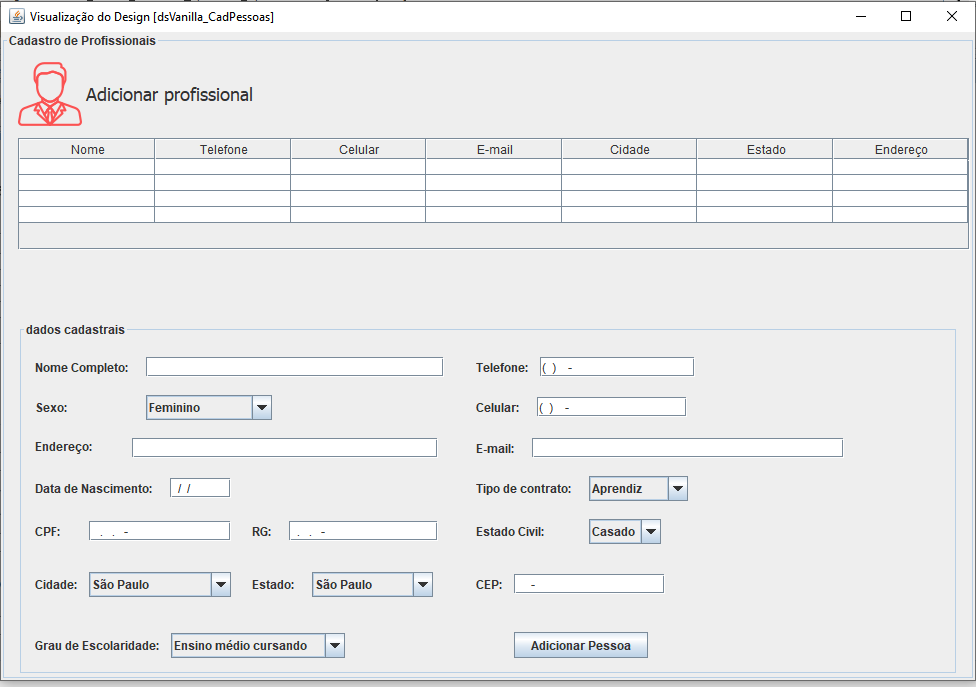 Visualização do Design [dsVanilla_CadPessoas]
Cadastro de Profissionais
Adicionar profissional
Nome Telefone Celular E-mail Cidade Estado Endereço
dados cadastrais
Nome Completo: Telefone: ( ) -
Sexo: Feminino Celular: ( ) -
Endereço: E-mail:
Data de Nascimento: / / Tipo de contrato: Aprendiz
CPF: . . - RG: . . - Estado Civil: Casado
Cidade: São Paulo Estado: São Paulo CEP: -
Grau de Escolaridade: Ensino médio cursando Adicionar Pessoa